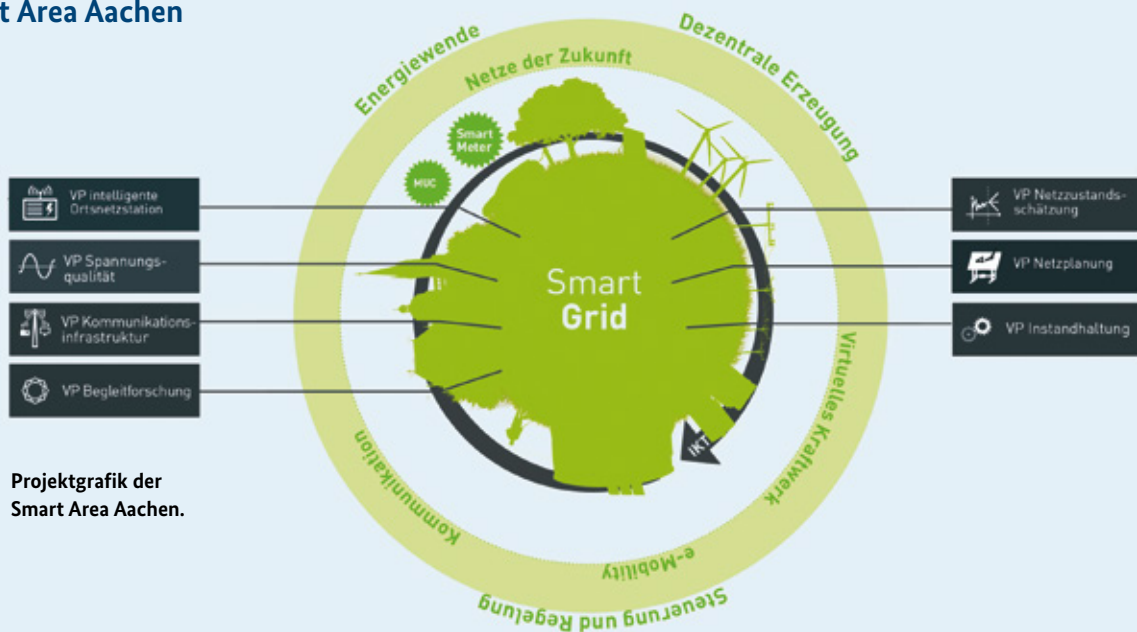 t Area Aachen
Energiewende
Netze der Zukunft
Dezentrale Erzeugung
Smart
Meter
MUC
VP intelligente
Ortsnetzstation
VP Spannungs-
qualität
VP Kommunikations-
infrastruktur
VP Begleitforschung
Smart
Grid
VP Netzzustands-
schätzung
VP Netzplanung
VP Instandhaltung
Virtuelles Kraftwerk
IKT
Kommunikation
e-Mobility
Steuerung und Regelung
Projektgrafik der
Smart Area Aachen.